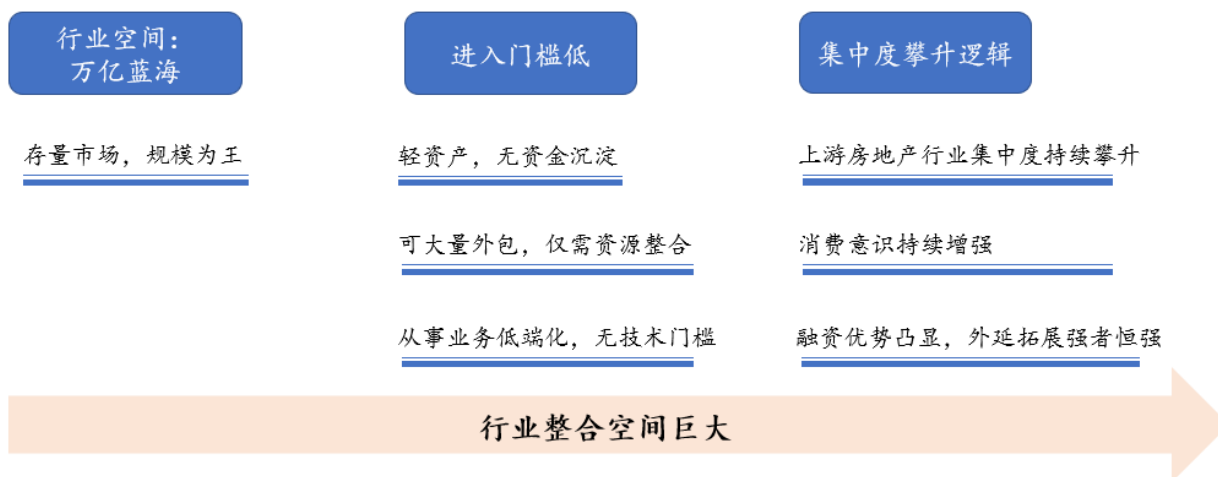 行业空间：
万亿蓝海
存量市场，规模为王
进入门槛低
轻资产，无资金沉淀
可大量外包，仅需资源整合
从事业务低端化，无技术门槛
集中度攀升逻辑
上游房地产行业集中度持续攀升
消费意识持续增强
融资优势凸显，外延拓展强者恒强
行业整合空间巨大